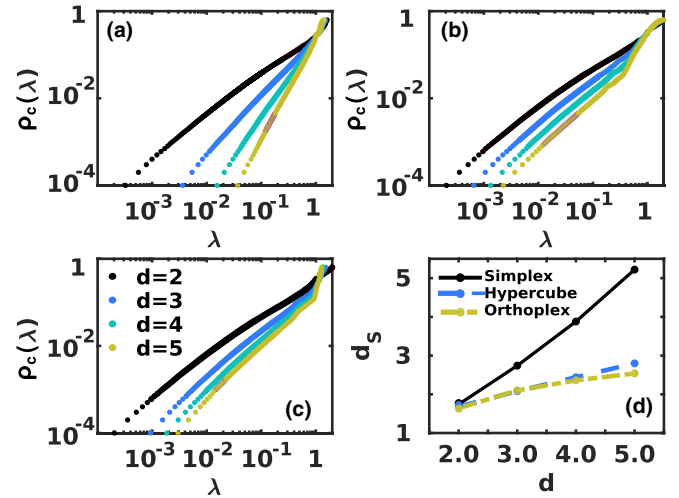 (a)
ρc(λ)
1
10⁻²
10⁻⁴
10⁻³ 10⁻² 10⁻¹ 1
λ
(b)
ρc(λ)
1
10⁻²
10⁻⁴
10⁻³ 10⁻² 10⁻¹ 1
λ
d=2
d=3
d=4
d=5
(c)
ρc(λ)
1
10⁻²
10⁻⁴
10⁻³ 10⁻² 10⁻¹ 1
λ
Simplex
Hypercube
Orthoplex
(d)
dS
5
3
1
2.0 3.0 4.0 5.0
d